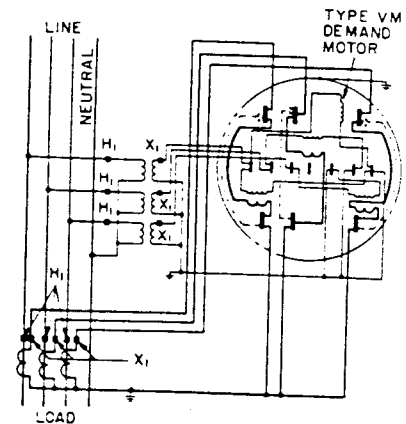 TYPE VM
DEMAND
MOTOR
LINE
NEUTRAL
H₁
X₁
H₁
X₁
H₁
X₁
H₁
X₁
LOAD